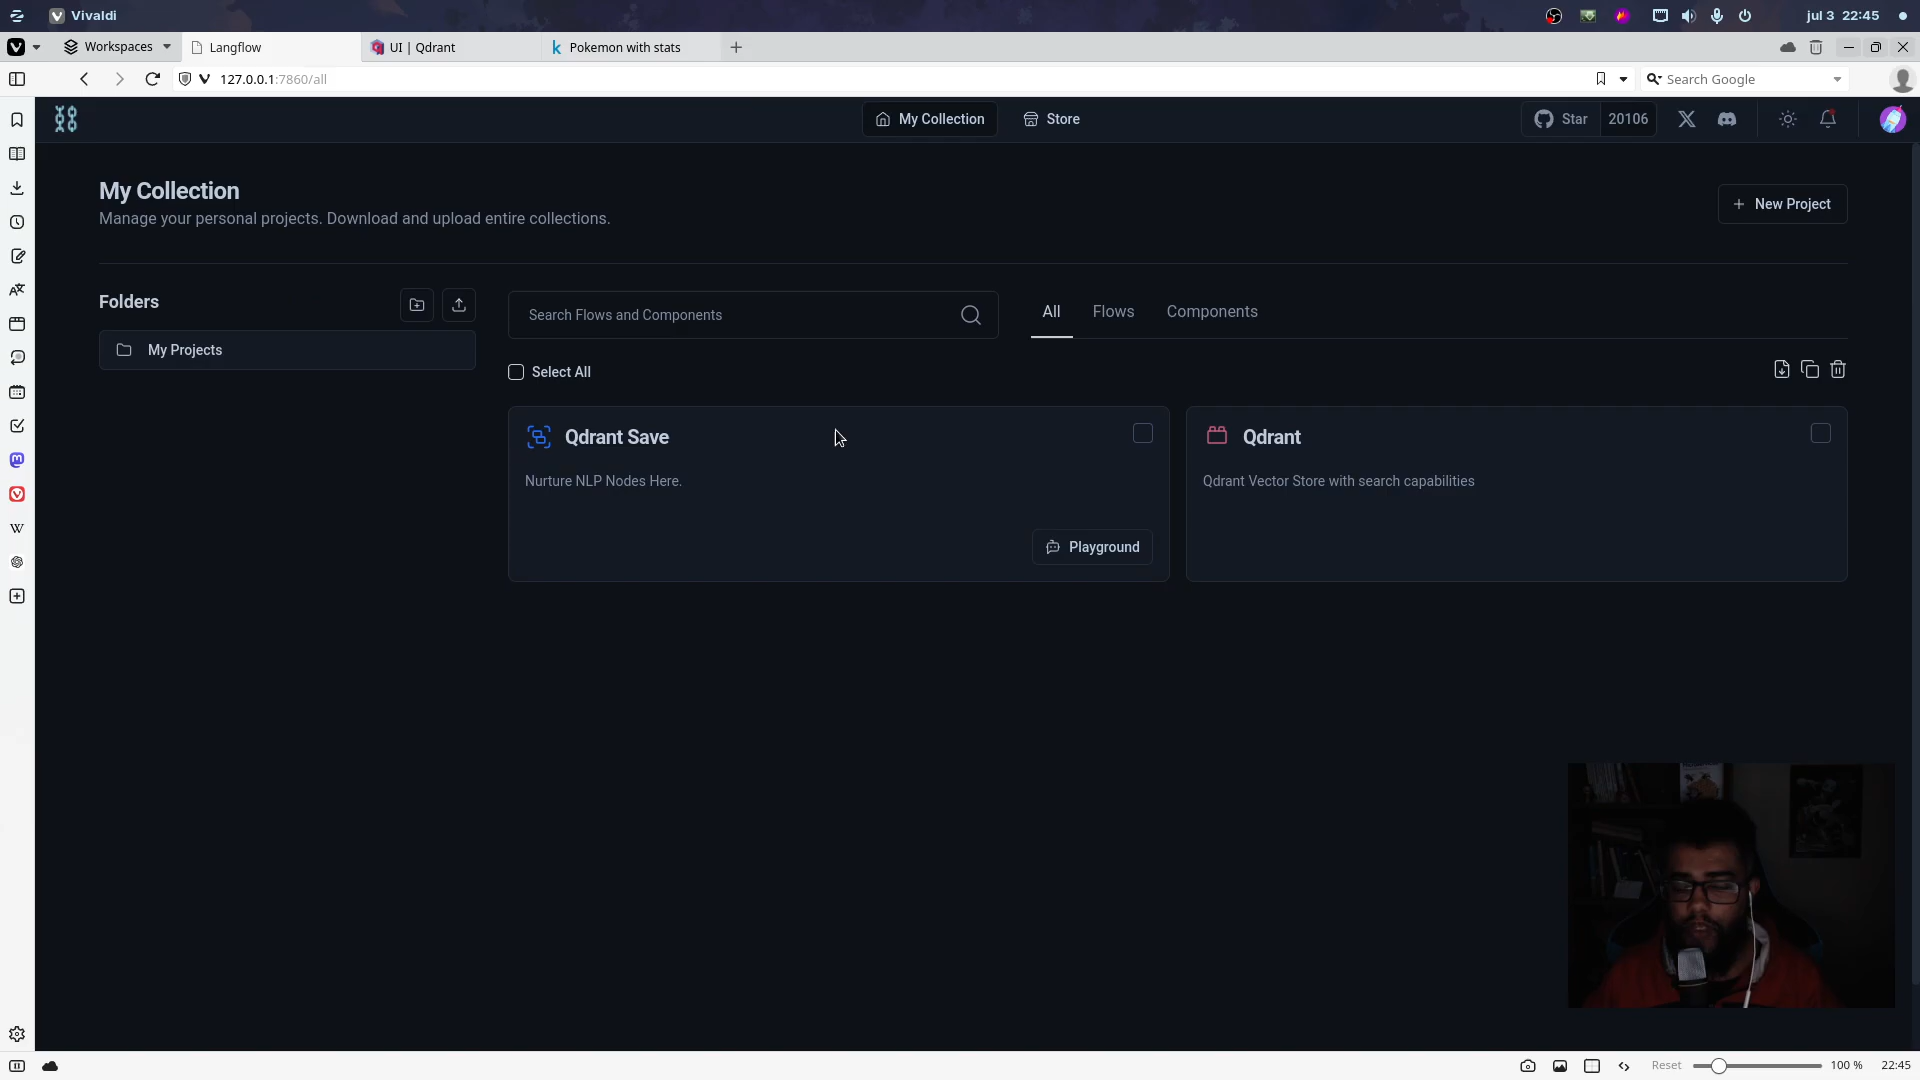 Vivaldi
jul 3 22:45
Workspaces
Langflow
UI | Qdrant
Pokemon with stats
127.0.0.1:7860/all
Search Google
My Collection
Store
Star
20106
My Collection
Manage your personal projects. Download and upload entire collections.
New Project
Folders
My Projects
Search Flows and Components
All
Flows
Components
Select All
Qdrant Save
Nurture NLP Nodes Here.
Playground
Qdrant
Qdrant Vector Store with search capabilities
Reset
100 %
22:45